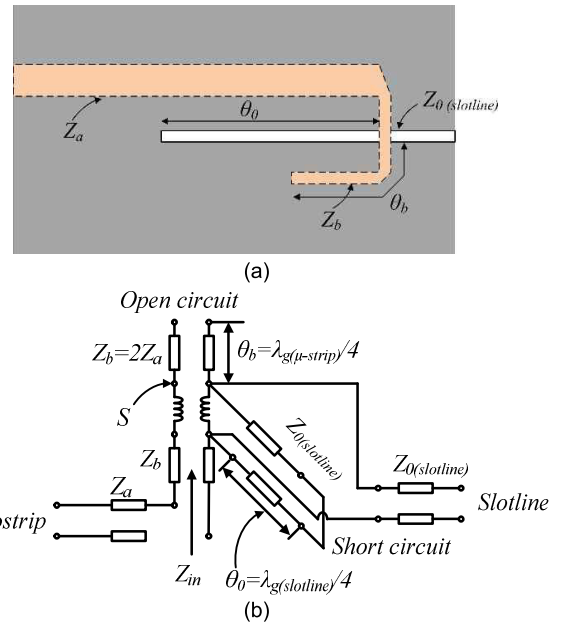 θ0
Z0 (slotline)
Za
Zb
θb
(a)
Open circuit
Zb=2Za
θb=λg(μ-strip)/4
S
Z0(slotline)
Zb
Z0(slotline)
Za
Slotline
ostrip
Short circuit
Zin
θ0=λg(slotline)/4
(b)